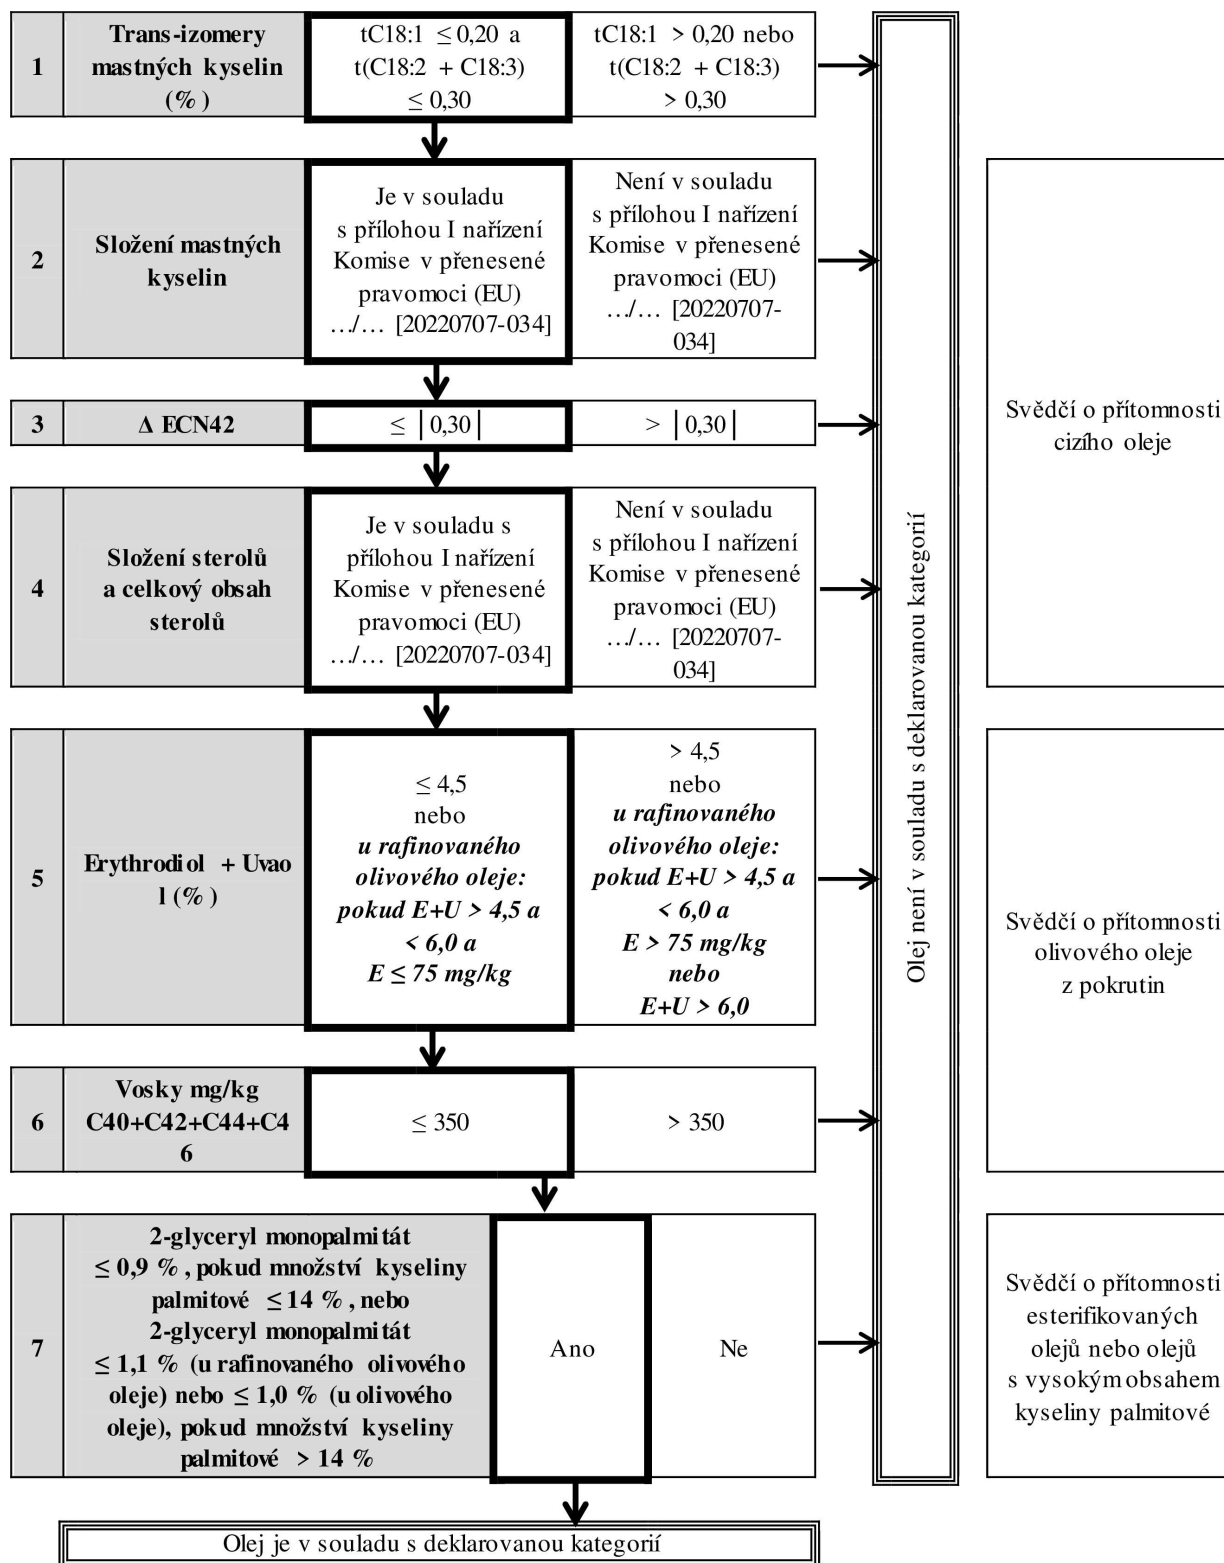 1
Trans-izomery
mastných kyselin
(%)
tC18:1 ≤ 0,20 a
t(C18:2 + C18:3)
≤ 0,30
tC18:1 > 0,20 nebo
t(C18:2 + C18:3)
> 0,30
2
Složení mastných
kyselin
Je v souladu
s přílohou I nařízení
Komise v přenesené
pravomoci (EU)
…/… [20220707-034]
Není v souladu
s přílohou I nařízení
Komise v přenesené
pravomoci (EU)
…/… [20220707-
034]
3
Δ ECN42
≤ |0,30|
> |0,30|
4
Složení sterolů
a celkový obsah
sterolů
Je v souladu s
přílohou I nařízení
Komise v přenesené
pravomoci (EU)
…/… [20220707-034]
Není v souladu
s přílohou I nařízení
Komise v přenesené
pravomoci (EU)
…/… [20220707-
034]
Svědčí o přítomnosti
cizího oleje
5
Erythrodiol + Uvao
l (%)
≤ 4,5
nebo
u rafinovaného
olivového oleje:
pokud E+U > 4,5 a
< 6,0 a
E ≤ 75 mg/kg
> 4,5
nebo
u rafinovaného
olivového oleje:
pokud E+U > 4,5 a
< 6,0 a
E > 75 mg/kg
nebo
E+U > 6,0
6
Vosky mg/kg
C40+C42+C44+C4
6
≤ 350
> 350
Svědčí o přítomnosti
olivového oleje
z pokrutin
7
2-glyceryl monopalmitát
≤ 0,9 %, pokud množství kyseliny
palmitové ≤ 14 %, nebo
2-glyceryl monopalmitát
≤ 1,1 % (u rafinovaného olivového
oleje) nebo ≤ 1,0 % (u olivového
oleje), pokud množství kyseliny
palmitové > 14 %
Ano
Ne
Svědčí o přítomnosti
esterifikovaných
olejů nebo olejů
s vysokým obsahem
kyseliny palmitové
Olej není v souladu s deklarovanou kategorií
Olej je v souladu s deklarovanou kategorií